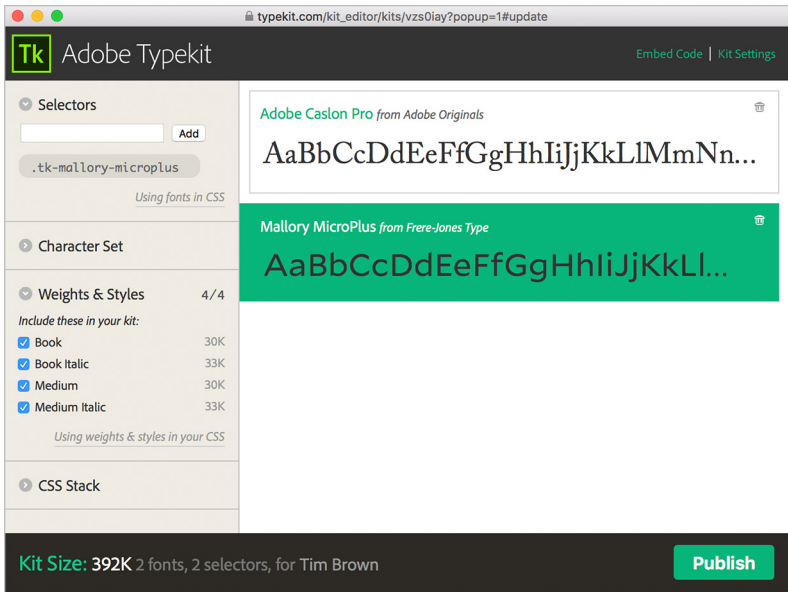 typekit.com/kit_editor/kits/vzs0iay?popup=1#update
Tk Adobe Typekit
Embed Code | Kit Settings
Selectors
Add
.tk-mallory-microplus
Using fonts in CSS
Character Set
Weights & Styles 4/4
Include these in your kit:
Book 30K
Book Italic 33K
Medium 30K
Medium Italic 33K
Using weights & styles in your CSS
CSS Stack
Adobe Caslon Pro from Adobe Originals
AaBbCcDdEeFfGgHhIiJjKkLlMmNn...
Mallory MicroPlus from Frere-Jones Type
AaBbCcDdEeFfGgHhIiJjKkLl...
Kit Size: 392K 2 fonts, 2 selectors, for Tim Brown
Publish